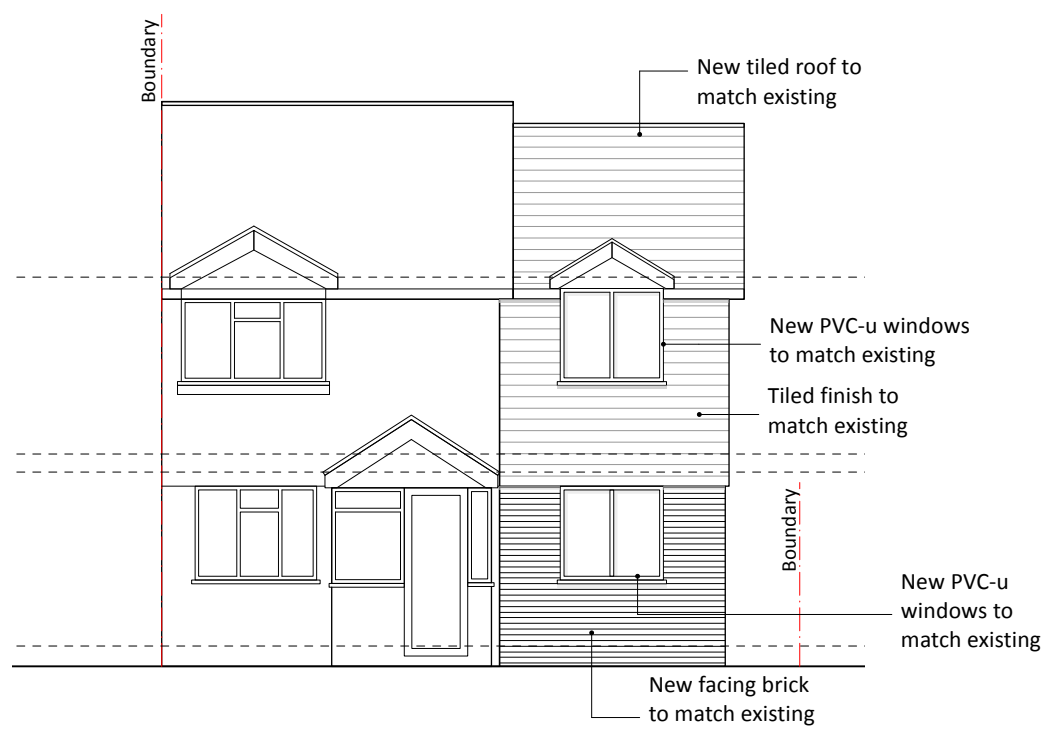 Boundary
New tiled roof to
match existing
New PVC-u windows
to match existing
Tiled finish to
match existing
Boundary
New PVC-u
windows to
match existing
New facing brick
to match existing